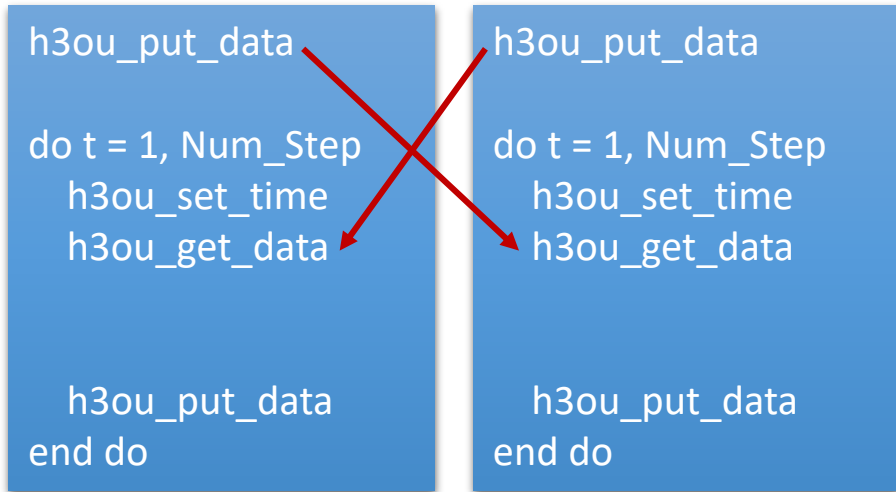 h3ou_put_data
do t = 1, Num_Step
h3ou_set_time
h3ou_get_data
h3ou_put_data
end do
h3ou_put_data
do t = 1, Num_Step
h3ou_set_time
h3ou_get_data
h3ou_put_data
end do